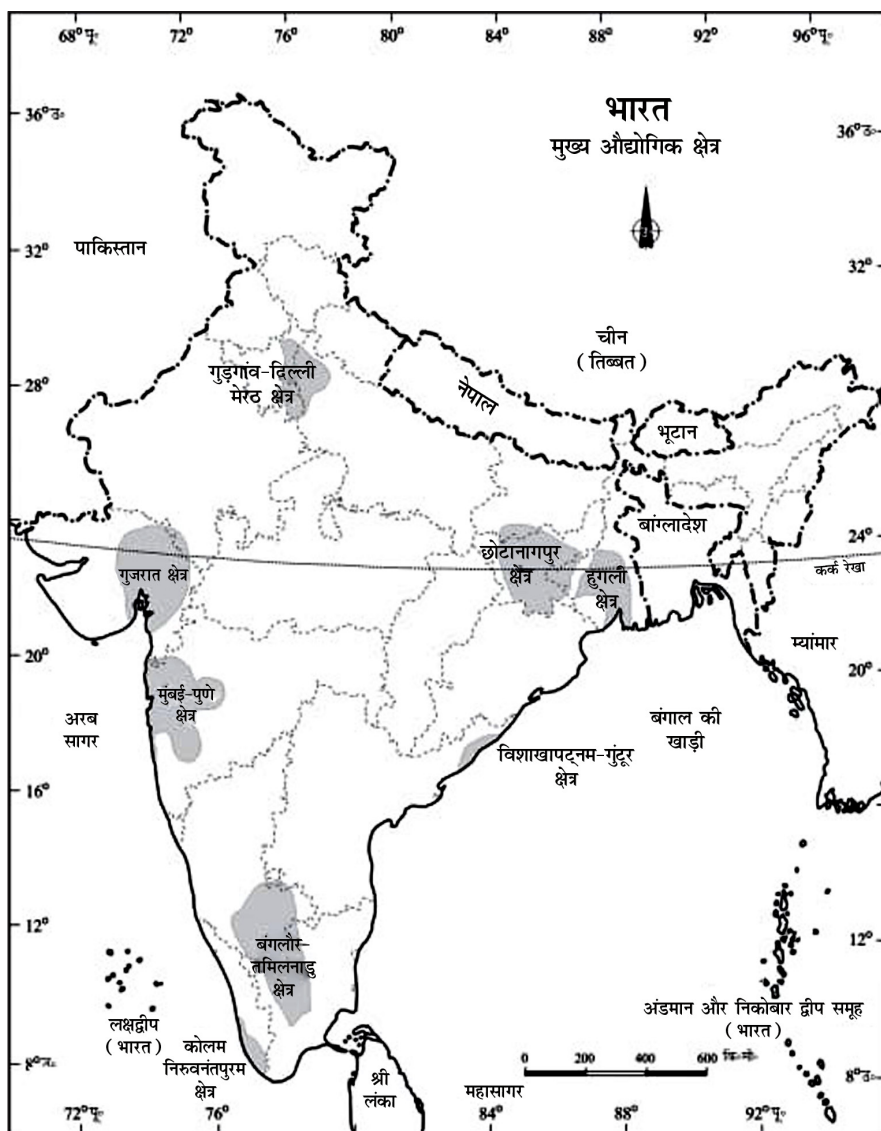 68° पू.
72°
76°
84°
88°
92°
96° पू.
36° उ.
भारत
मुख्य औद्योगिक क्षेत्र
36° उ.
पाकिस्तान
32°
32°
चीन
(तिब्बत)
गुड़गांव-दिल्ली
मेरठ क्षेत्र
28°
28°
नेपाल
भूटान
बांग्लादेश
24°
24°
कर्क रेखा
छोटानागपुर
क्षेत्र
हुगली
क्षेत्र
गुजरात क्षेत्र
म्यांमार
20°
20°
मुंबई-पुणे
क्षेत्र
अरब
सागर
बंगाल की
खाड़ी
विशाखापट्नम-गुंटूर
क्षेत्र
16°
16°
12°
12°
बंगलौर-
तमिलनाडु
क्षेत्र
लक्षद्वीप
(भारत)
कोलम
निरुवनंतपुरम
क्षेत्र
अंडमान और निकोबार द्वीप समूह
(भारत)
0 200 400 600 कि.मी.
8° उ.
8° उ.
श्री
लंका
महासागर
72° पू.
76°
84°
88°
92° पू.